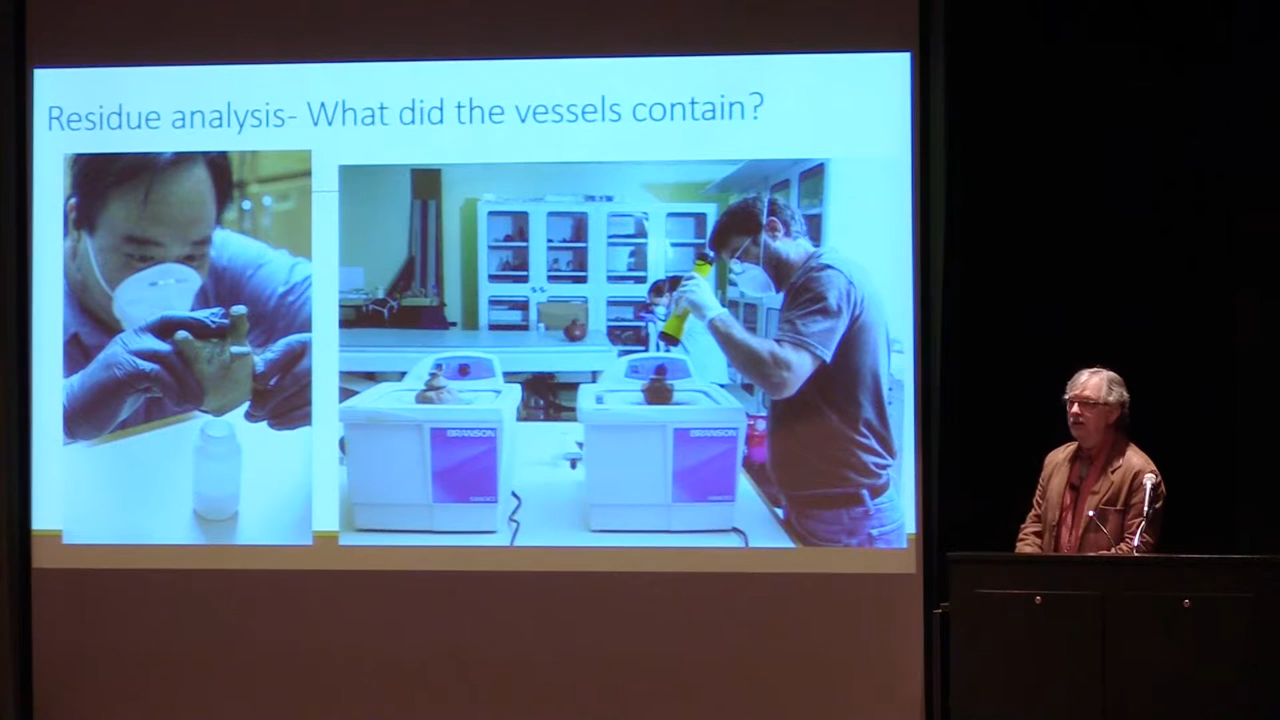 Residue analysis- What did the vessels contain?
BRANSON
BRANSON